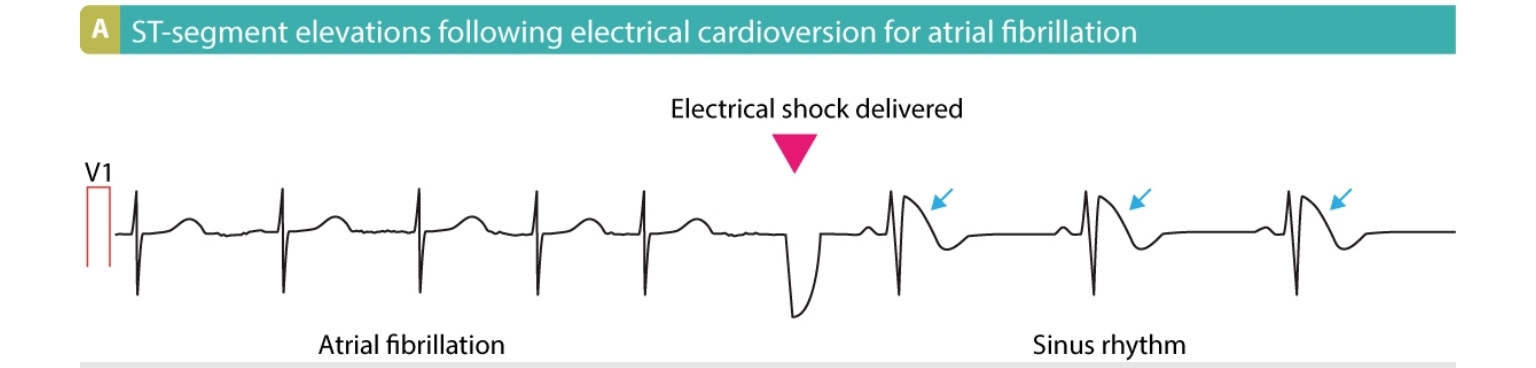 A ST-segment elevations following electrical cardioversion for atrial fibrillation
Electrical shock delivered
V1
Atrial fibrillation
Sinus rhythm